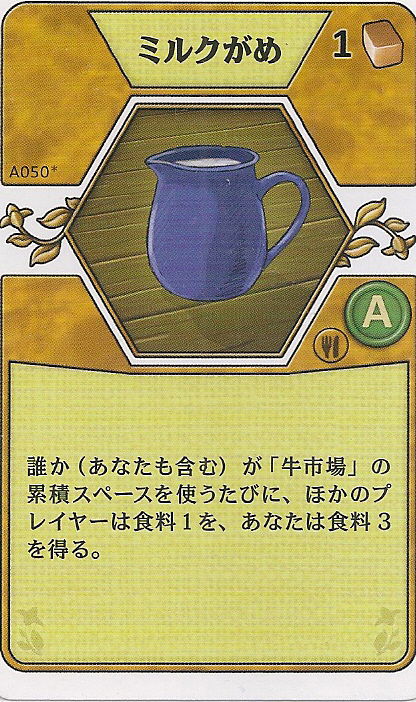 ミルクがめ
1
A050*
A
誰か（あなたも含む）が「牛市場」の
累積スペースを使うたびに、ほかのプ
レイヤーは食料１を、あなたは食料３
を得る。